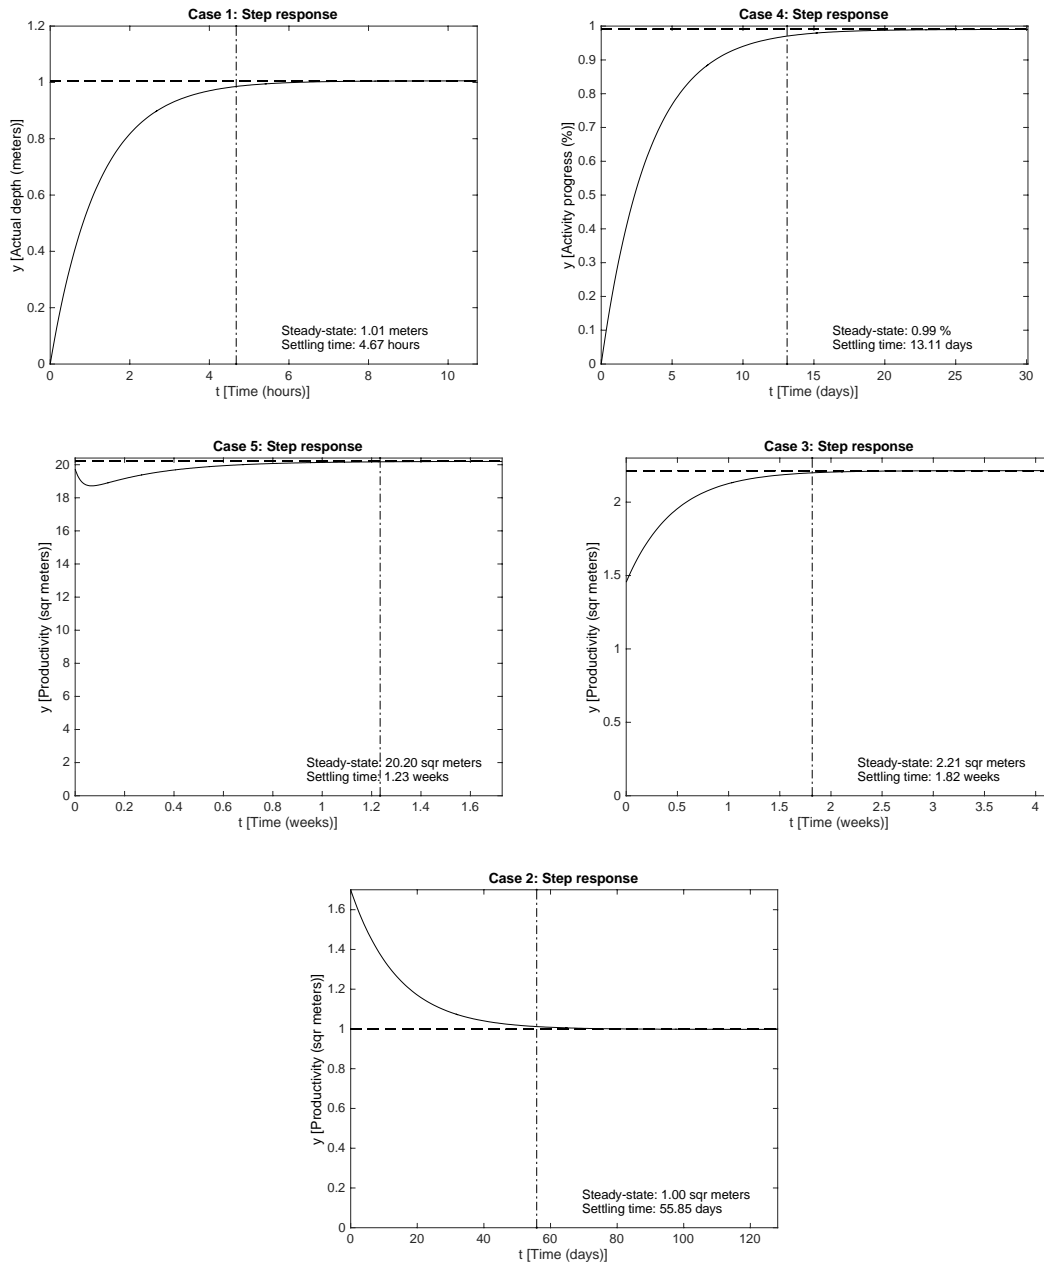 Case 1: Step response
1.2
1
0.8
0.6
0.4
0.2
0
y [Actual depth (meters)]
Steady-state: 1.01 meters
Settling time: 4.67 hours
0 2 4 6 8 10
t [Time (hours)]
Case 4: Step response
1
0.9
0.8
0.7
0.6
0.5
0.4
0.3
0.2
0.1
0
y [Activity progress (%)]
Steady-state: 0.99 %
Settling time: 13.11 days
0 5 10 15 20 25 30
t [Time (days)]
Case 5: Step response
20
18
16
14
12
10
8
6
4
2
0
y [Productivity (sqr meters)]
Steady-state: 20.20 sqr meters
Settling time: 1.23 weeks
0 0.2 0.4 0.6 0.8 1 1.2 1.4 1.6
t [Time (weeks)]
Case 3: Step response
2
1.5
1
0.5
0
y [Productivity (sqr meters)]
Steady-state: 2.21 sqr meters
Settling time: 1.82 weeks
0 0.5 1 1.5 2 2.5 3 3.5 4
t [Time (weeks)]
Case 2: Step response
1.6
1.4
1.2
1
0.8
0.6
0.4
0.2
0
y [Productivity (sqr meters)]
Steady-state: 1.00 sqr meters
Settling time: 55.85 days
0 20 40 60 80 100 120
t [Time (days)]